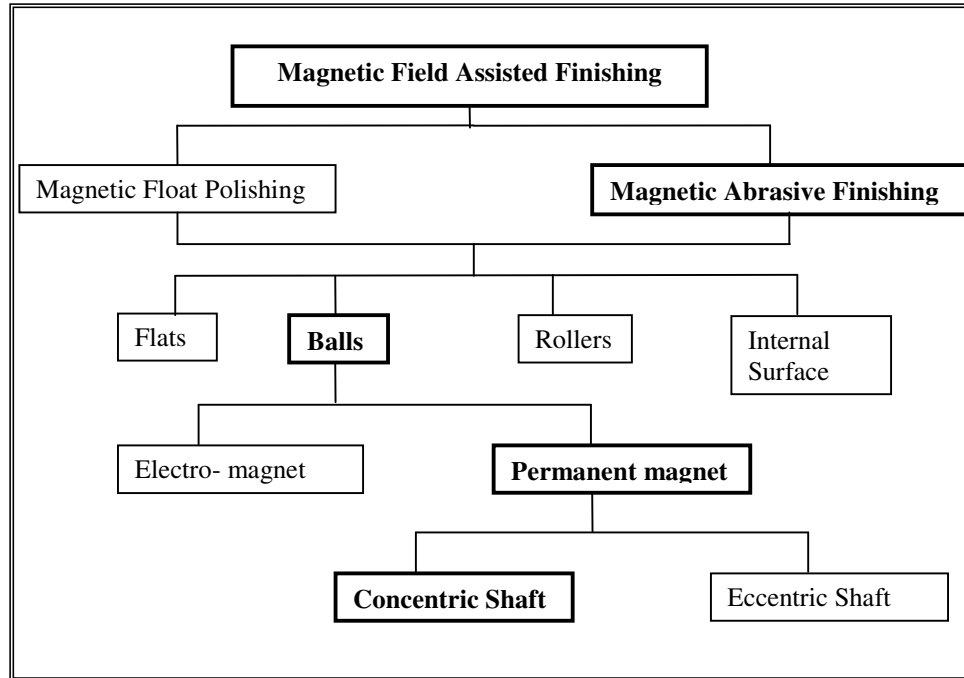 Magnetic Field Assisted Finishing
Magnetic Float Polishing
Magnetic Abrasive Finishing
Flats
Balls
Rollers
Internal
Surface
Electro- magnet
Permanent magnet
Concentric Shaft
Eccentric Shaft